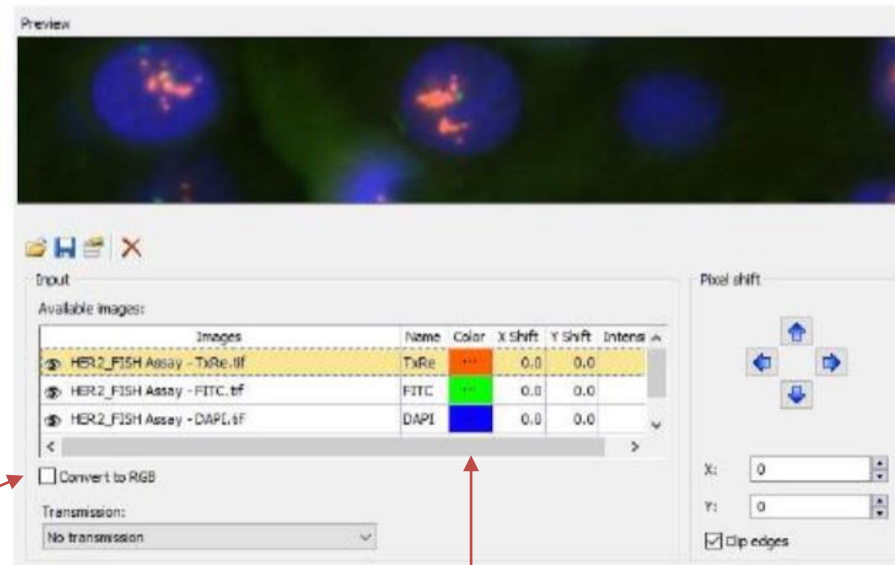 Preview
Input
Available images:
Images Name Color X Shift Y Shift Intensi
HER2_FISH Assay - TxRe.tif TxRe ... 0.0 0.0
HER2_FISH Assay - FITC.tif FITC ... 0.0 0.0
HER2_FISH Assay - DAPI.tif DAPI 0.0 0.0
Convert to RGB
Transmission:
No transmission
Pixel shift
X: 0
Y: 0
Clip edges